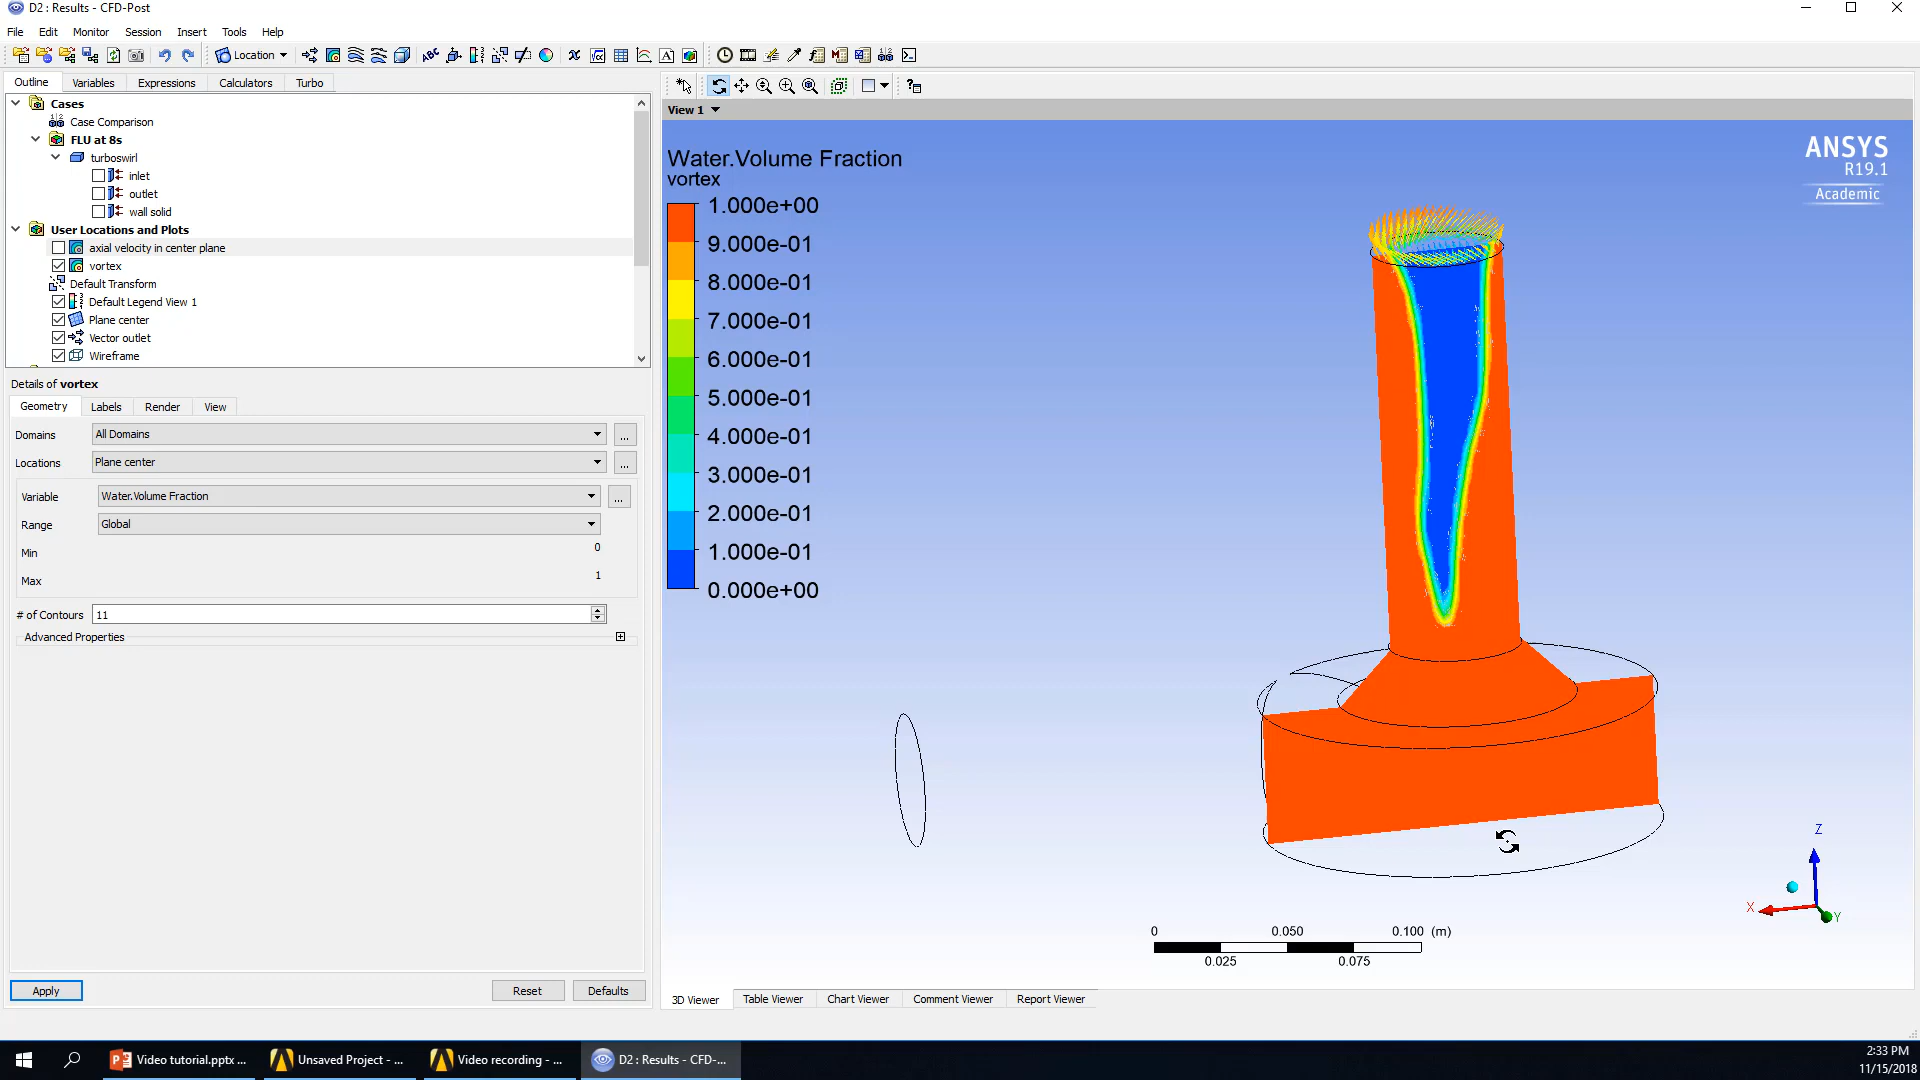 D2 : Results - CFD-Post
File Edit Monitor Session Insert Tools Help
Location
Outline Variables Expressions Calculators Turbo
Cases
Case Comparison
FLU at 8s
turboswirl
inlet
outlet
wall solid
User Locations and Plots
axial velocity in center plane
vortex
Default Transform
Default Legend View 1
Plane center
Vector outlet
Wireframe
Details of vortex
Geometry Labels Render View
Domains All Domains ...
Locations Plane center ...
Variable Water.Volume Fraction ...
Range Global
Min 0
Max 1
# of Contours 11
Advanced Properties
Apply Reset Defaults
View 1
Water.Volume Fraction
vortex
1.000e+00
9.000e-01
8.000e-01
7.000e-01
6.000e-01
5.000e-01
4.000e-01
3.000e-01
2.000e-01
1.000e-01
0.000e+00
ANSYS
R19.1
Academic
Z
X
Y
0 0.050 0.100 (m)
0.025 0.075
3D Viewer Table Viewer Chart Viewer Comment Viewer Report Viewer
Video tutorial.pptx ... Unsaved Project - ... Video recording - ... D2 : Results - CFD-...
2:33 PM
11/15/2018